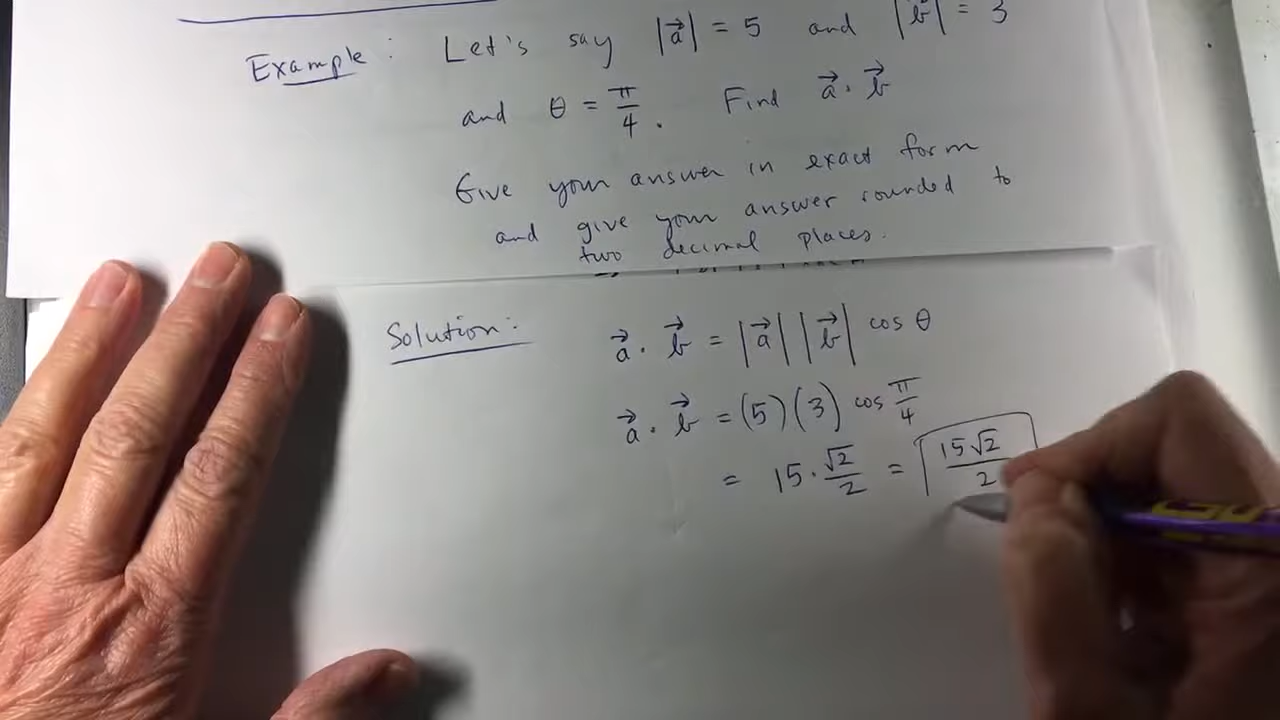 Example: Let's say |a⃗| = 5 and |b⃗| = 3
and θ = π/4. Find a⃗ · b⃗
Give your answer in exact form
and give your answer rounded to
two decimal places.
Solution: a⃗ · b⃗ = |a⃗| |b⃗| cos θ
a⃗ · b⃗ = (5)(3) cos π/4
= 15 · √2/2 = 15√2/2